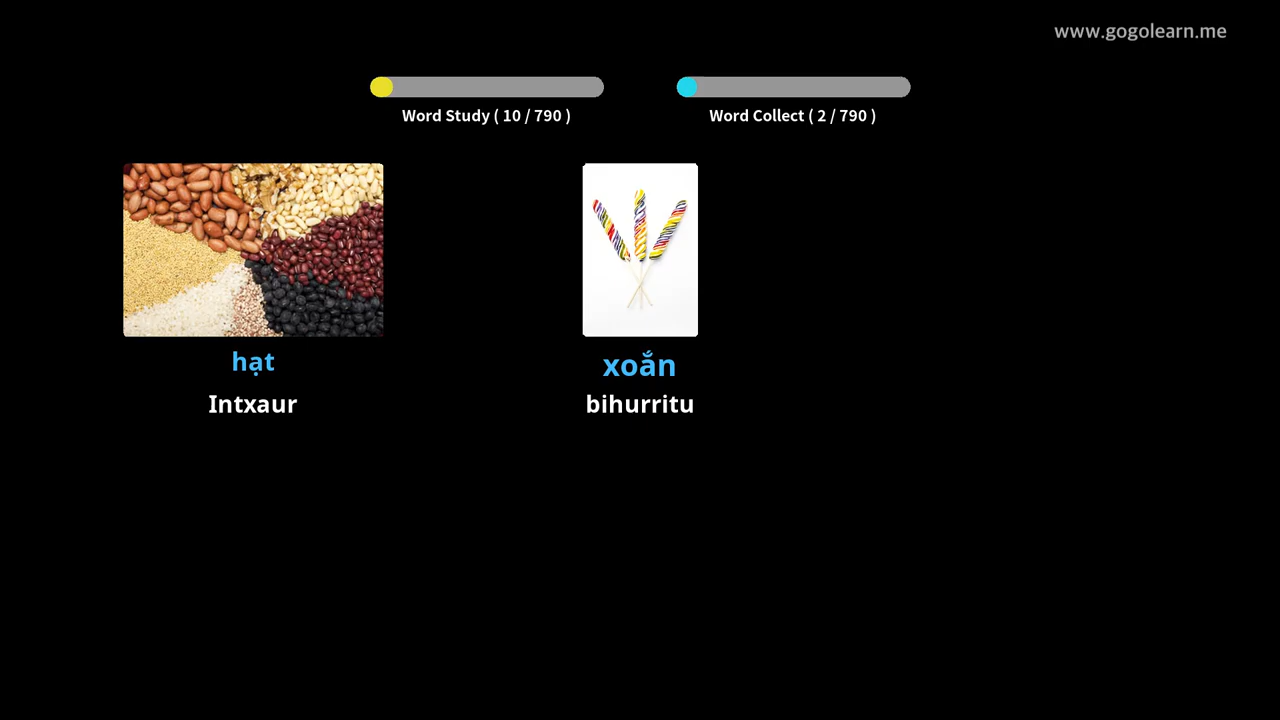 www.gogolearn.me
Word Study ( 10 / 790 )
Word Collect ( 2 / 790 )
hạt
Intxaur
xoắn
bihurritu